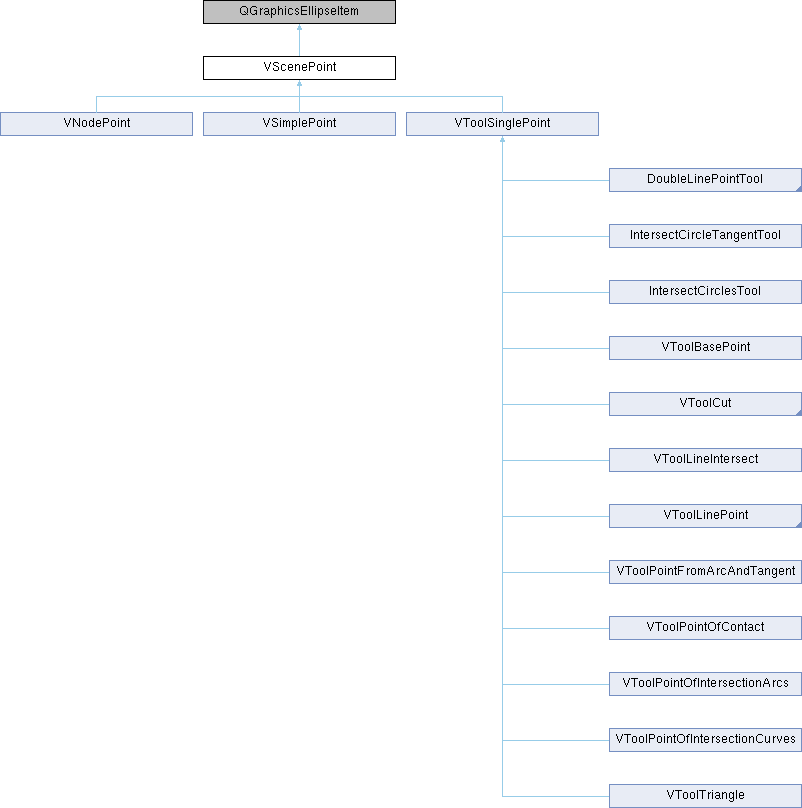 QGraphicsEllipseItem
VScenePoint
VNodePoint
VSimplePoint
VToolSinglePoint
DoubleLinePointTool
IntersectCircleTangentTool
IntersectCirclesTool
VToolBasePoint
VToolCut
VToolLineIntersect
VToolLinePoint
VToolPointFromArcAndTangent
VToolPointOfContact
VToolPointOfIntersectionArcs
VToolPointOfIntersectionCurves
VToolTriangle